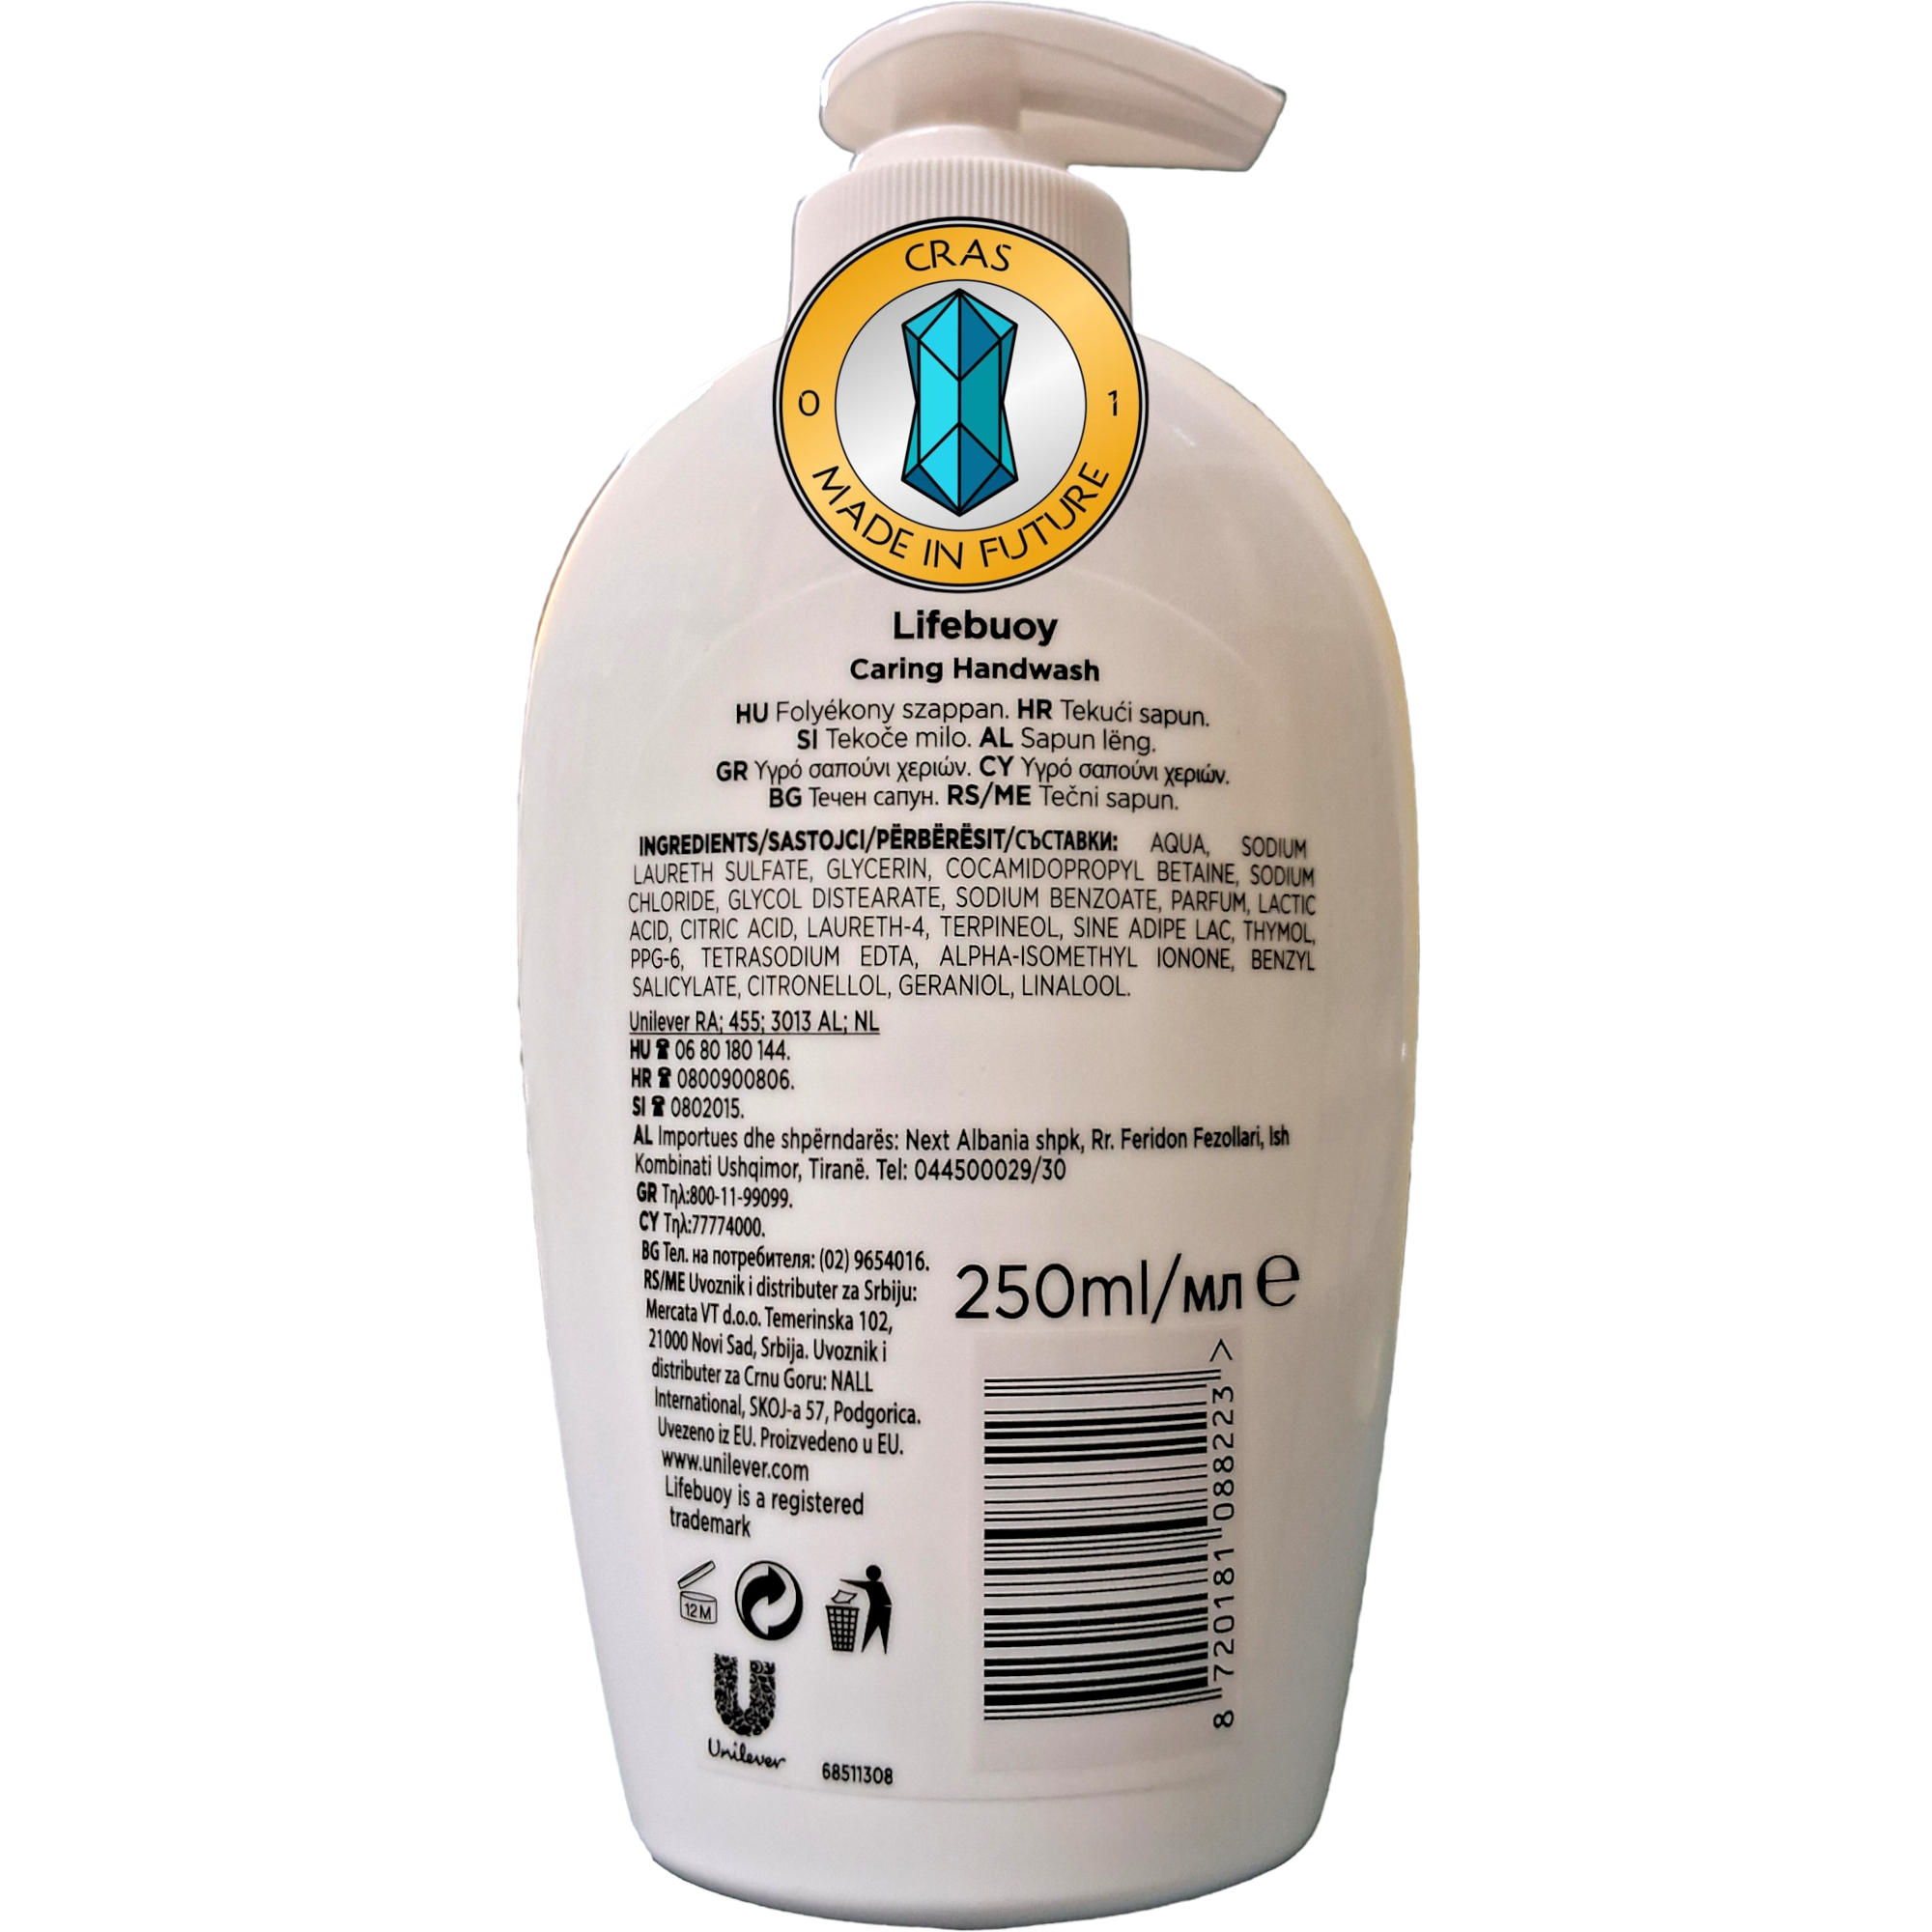 CRAS
0 1
MADE IN FUTURE
Lifebuoy
Caring Handwash
HU Folyékony szappan. HR Tekući sapun.
SI Tekoče milo. AL Sapun lëng.
GR Υγρό σαπούνι χεριών. CY Υγρό σαπούνι χεριών.
BG Течен сапун. RS/ME Tečni sapun.
INGREDIENTS/SASTOJCI/PËRBËRËSIT/СЪСТАВКИ: AQUA, SODIUM
LAURETH SULFATE, GLYCERIN, COCAMIDOPROPYL BETAINE, SODIUM
CHLORIDE, GLYCOL DISTEARATE, SODIUM BENZOATE, PARFUM, LACTIC
ACID, CITRIC ACID, LAURETH-4, TERPINEOL, SINE ADIPE LAC, THYMOL,
PPG-6, TETRASODIUM EDTA, ALPHA-ISOMETHYL IONONE, BENZYL
SALICYLATE, CITRONELLOL, GERANIOL, LINALOOL.
Unilever RA; 455; 3013 AL; NL
HU 06 80 180 144.
HR 0800900806.
SI 0802015.
AL Importues dhe shpërndarës: Next Albania shpk, Rr. Feridon Fezollari, Ish
Kombinati Ushqimor, Tiranë. Tel: 044500029/30
GR Τηλ:800-11-99099.
CY Τηλ:77774000.
BG Тел. на потребителя: (02) 9654016.
RS/ME Uvoznik i distributer za Srbiju:
Mercata VT d.o.o. Temerinska 102,
21000 Novi Sad, Srbija. Uvoznik i
distributer za Crnu Goru: NALL
International, SKOJ-a 57, Podgorica.
Uvezeno iz EU. Proizvedeno u EU.
www.unilever.com
Lifebuoy is a registered
trademark
250ml/мл e
8 720181 088223 >
12M
Unilever
68511308